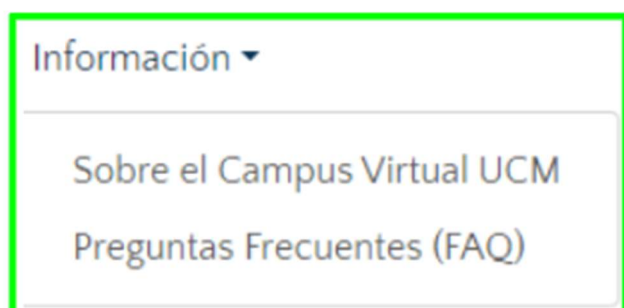 Información
Sobre el Campus Virtual UCM
Preguntas Frecuentes (FAQ)